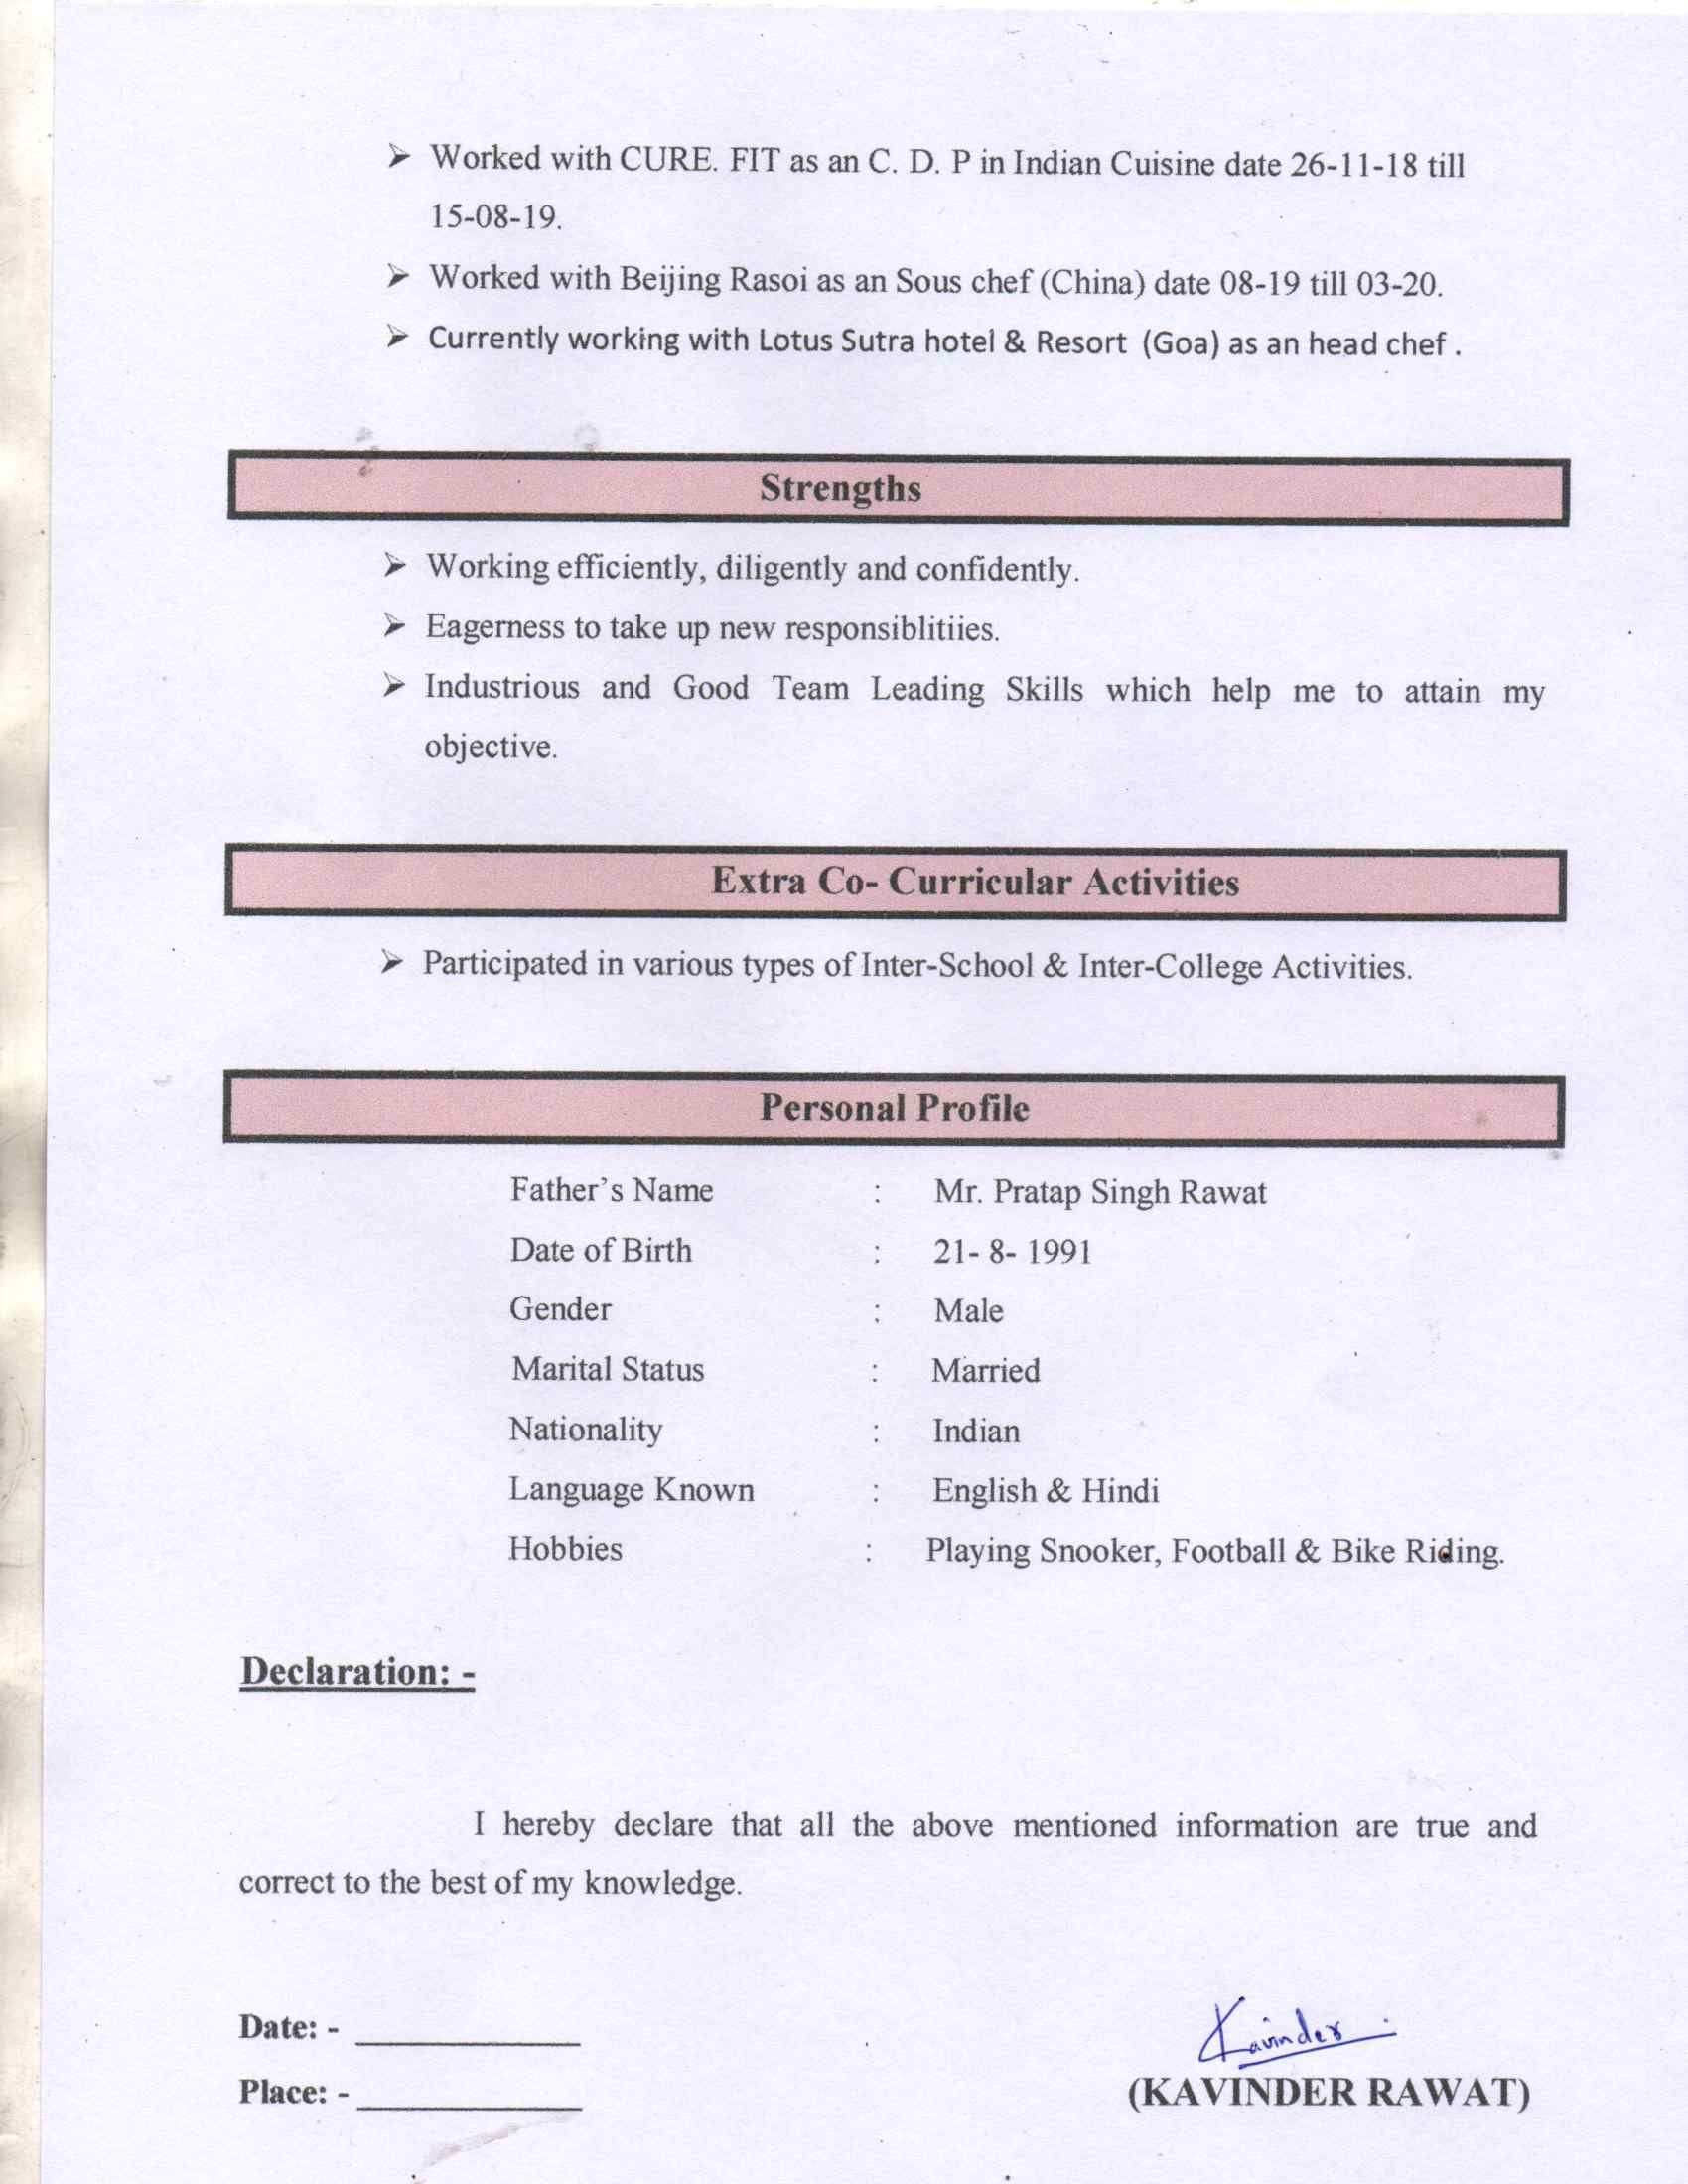 ➢ Worked with CURE. FIT as an C. D. P in Indian Cuisine date 26-11-18 till
15-08-19.
➢ Worked with Beijing Rasoi as an Sous chef (China) date 08-19 till 03-20.
➢ Currently working with Lotus Sutra hotel & Resort (Goa) as an head chef .
Strengths
➢ Working efficiently, diligently and confidently.
➢ Eagerness to take up new responsiblitiies.
➢ Industrious and Good Team Leading Skills which help me to attain my
objective.
Extra Co- Curricular Activities
➢ Participated in various types of Inter-School & Inter-College Activities.
Personal Profile
Father’s Name : Mr. Pratap Singh Rawat
Date of Birth : 21- 8- 1991
Gender : Male
Marital Status : Married
Nationality : Indian
Language Known : English & Hindi
Hobbies : Playing Snooker, Football & Bike Riding.
Declaration: -
I hereby declare that all the above mentioned information are true and
correct to the best of my knowledge.
Date: - ____________
Kavinder
Place: - ____________ (KAVINDER RAWAT)